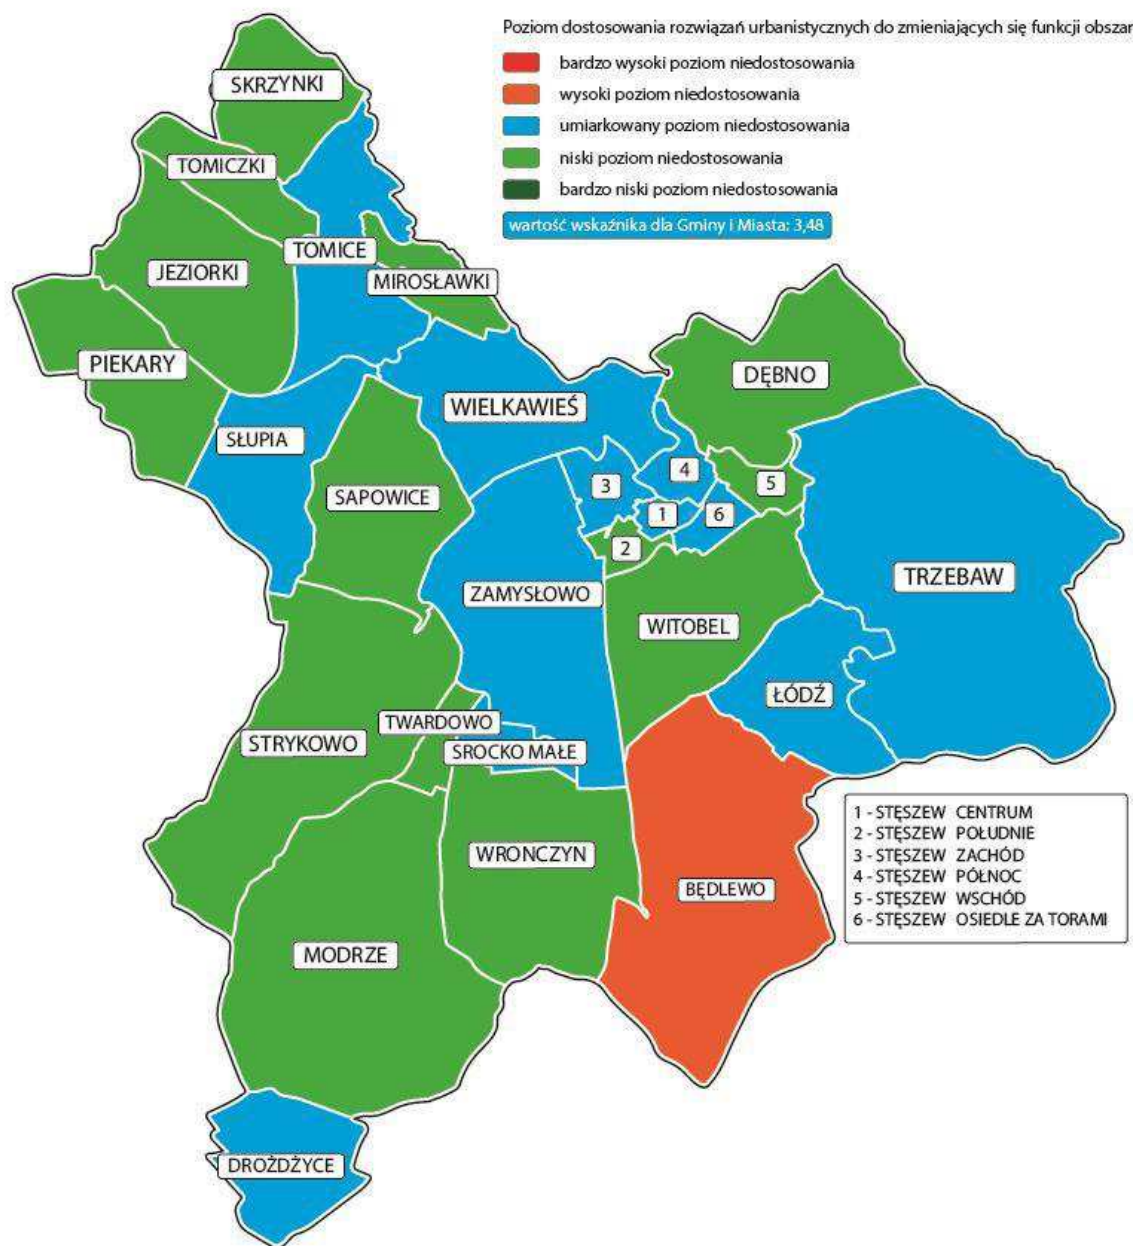 Poziom dostosowania rozwiązań urbanistycznych do zmieniających się funkcji obszar
bardzo wysoki poziom niedostosowania
wysoki poziom niedostosowania
umiarkowany poziom niedostosowania
niski poziom niedostosowania
bardzo niski poziom niedostosowania
wartość wskaźnika dla Gminy i Miasta: 3,48
SKRZYNKI
TOMICZKI
TOMICE
JEZIORKI
MIROSŁAWKI
PIEKARY
DĘBNO
WIELKAWIEŚ
SŁUPIA
4
5
3
SAPOWICE
1
6
2
TRZEBAW
ZAMYSŁOWO
WITOBEL
ŁÓDŹ
TWARDOWO
STRYKOWO
SROCKO MAŁE
WRONCZYN
BĘDLEWO
MODRZE
DROŻDŻYCE
1 - STĘSZEW CENTRUM
2 - STĘSZEW POŁUDNIE
3 - STĘSZEW ZACHÓD
4 - STĘSZEW PÓŁNOC
5 - STĘSZEW WSCHÓD
6 - STĘSZEW OSIEDLE ZA TORAMI